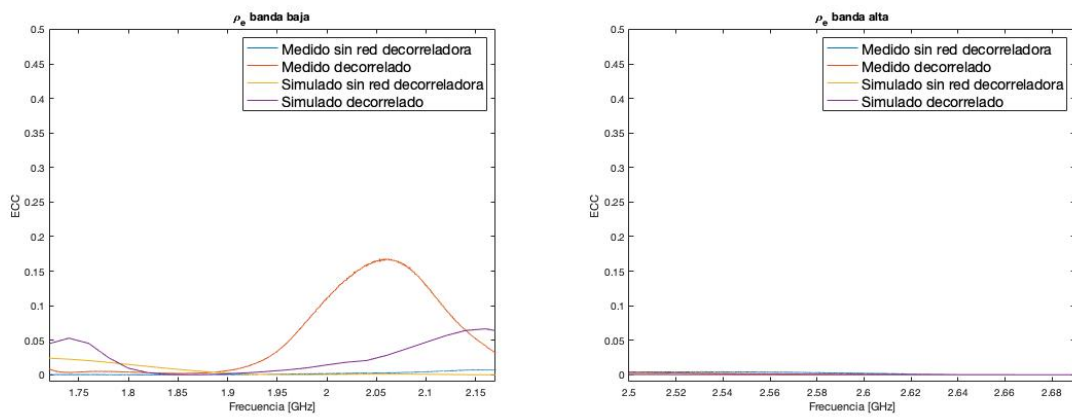 ρe banda baja
0.5
0.45
0.4
0.35
0.3
0.25
0.2
0.15
0.1
0.05
0
ECC
Medido sin red decorreladora
Medido decorrelado
Simulado sin red decorreladora
Simulado decorrelado
1.75 1.8 1.85 1.9 1.95 2 2.05 2.1 2.15
Frecuencia [GHz]
ρe banda alta
0.5
0.45
0.4
0.35
0.3
0.25
0.2
0.15
0.1
0.05
0
ECC
Medido sin red decorreladora
Medido decorrelado
Simulado sin red decorreladora
Simulado decorrelado
2.5 2.52 2.54 2.56 2.58 2.6 2.62 2.64 2.66 2.68
Frecuencia [GHz]